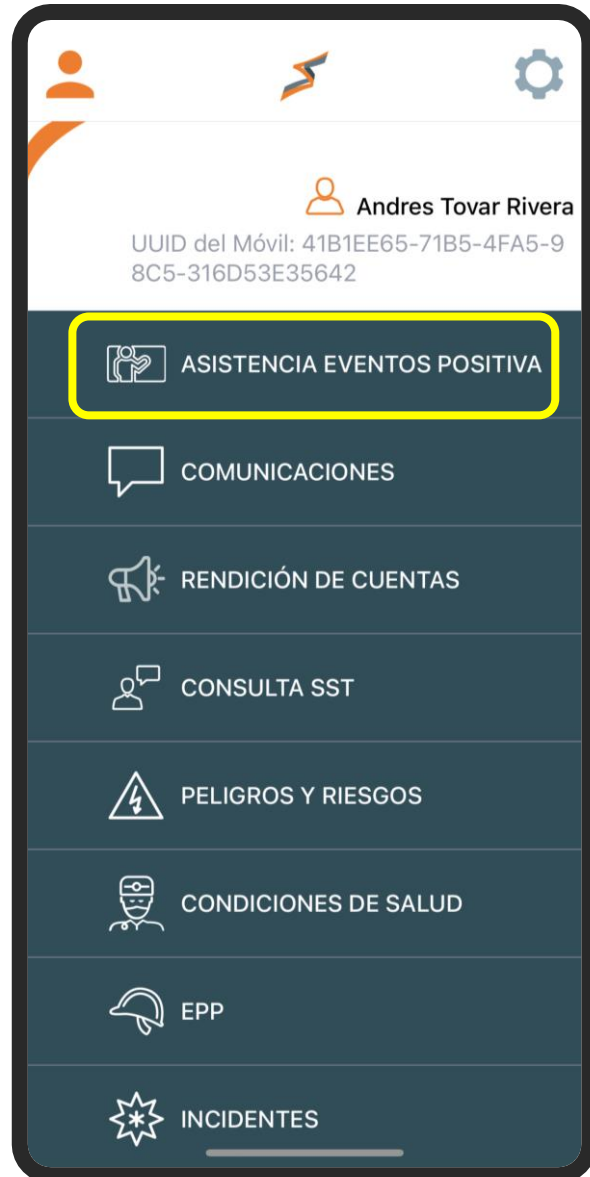 Andres Tovar Rivera
UUID del Móvil: 41B1EE65-71B5-4FA5-9
8C5-316D53E35642
ASISTENCIA EVENTOS POSITIVA
COMUNICACIONES
RENDICIÓN DE CUENTAS
CONSULTA SST
PELIGROS Y RIESGOS
CONDICIONES DE SALUD
EPP
INCIDENTES